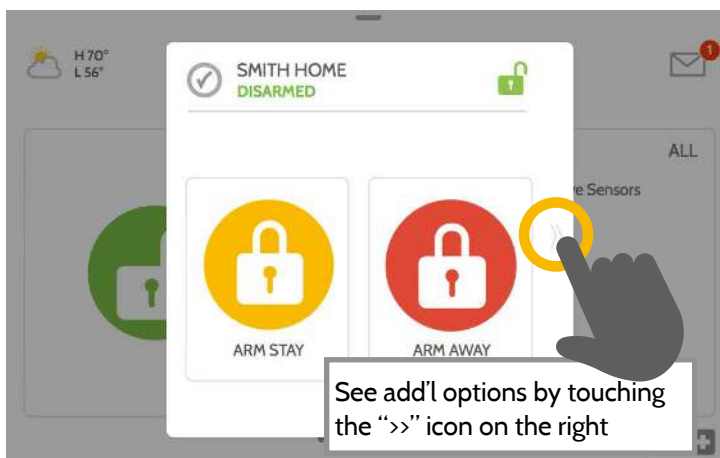 H 70°
L 56°
1
SMITH HOME
DISARMED
ALL
e Sensors
ARM STAY
ARM AWAY
See add'l options by touching
the “>>” icon on the right